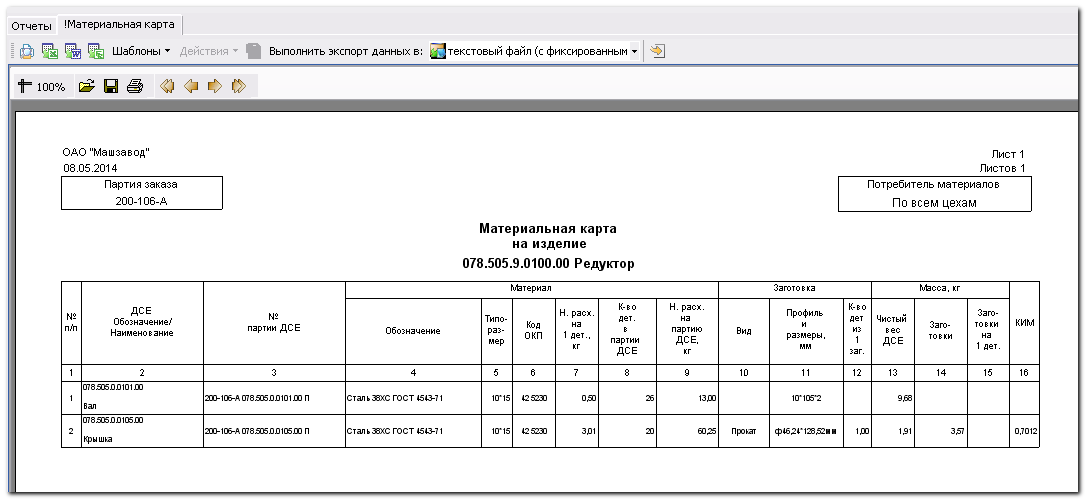 Отчеты !Материальная карта
Шаблоны Действия Выполнить экспорт данных в: текстовый файл (с фиксированным
100%
ОАО "Машзавод" Лист 1
08.05.2014 Листов 1
Партия заказа Потребитель материалов
200-106-А По всем цехам
Материальная карта
на изделие
078.505.9.0100.00 Редуктор
№ п/п ДСЕ Обозначение/ Наименование № партии ДСЕ Материал Заготовка Масса, кг КИМ
Обозначение Типо-раз-мер Код ОКП Н. расх. на 1 дет., кг К-во дет. в партии ДСЕ Н. расх. на партию ДСЕ, кг Вид Профиль и размеры, мм К-во дет из 1 заг. Чистый вес ДСЕ Заго-товки Заго-товки на 1 дет.
1 2 3 4 5 6 7 8 9 10 11 12 13 14 15 16
078.505.0.0101.00
1 200-106-А 078.505.0.0101.00 П Сталь 38ХС ГОСТ 4543-71 10*15 42 5230 0,50 26 13,00 10*105*2 9,68
Вал
078.505.0.0105.00
2 200-106-А 078.505.0.0105.00 П Сталь 38ХС ГОСТ 4543-71 10*15 42 5230 3,01 20 60,25 Прокат ф46,24*128,52мм 1,00 1,91 3,57 0,7012
Крышка